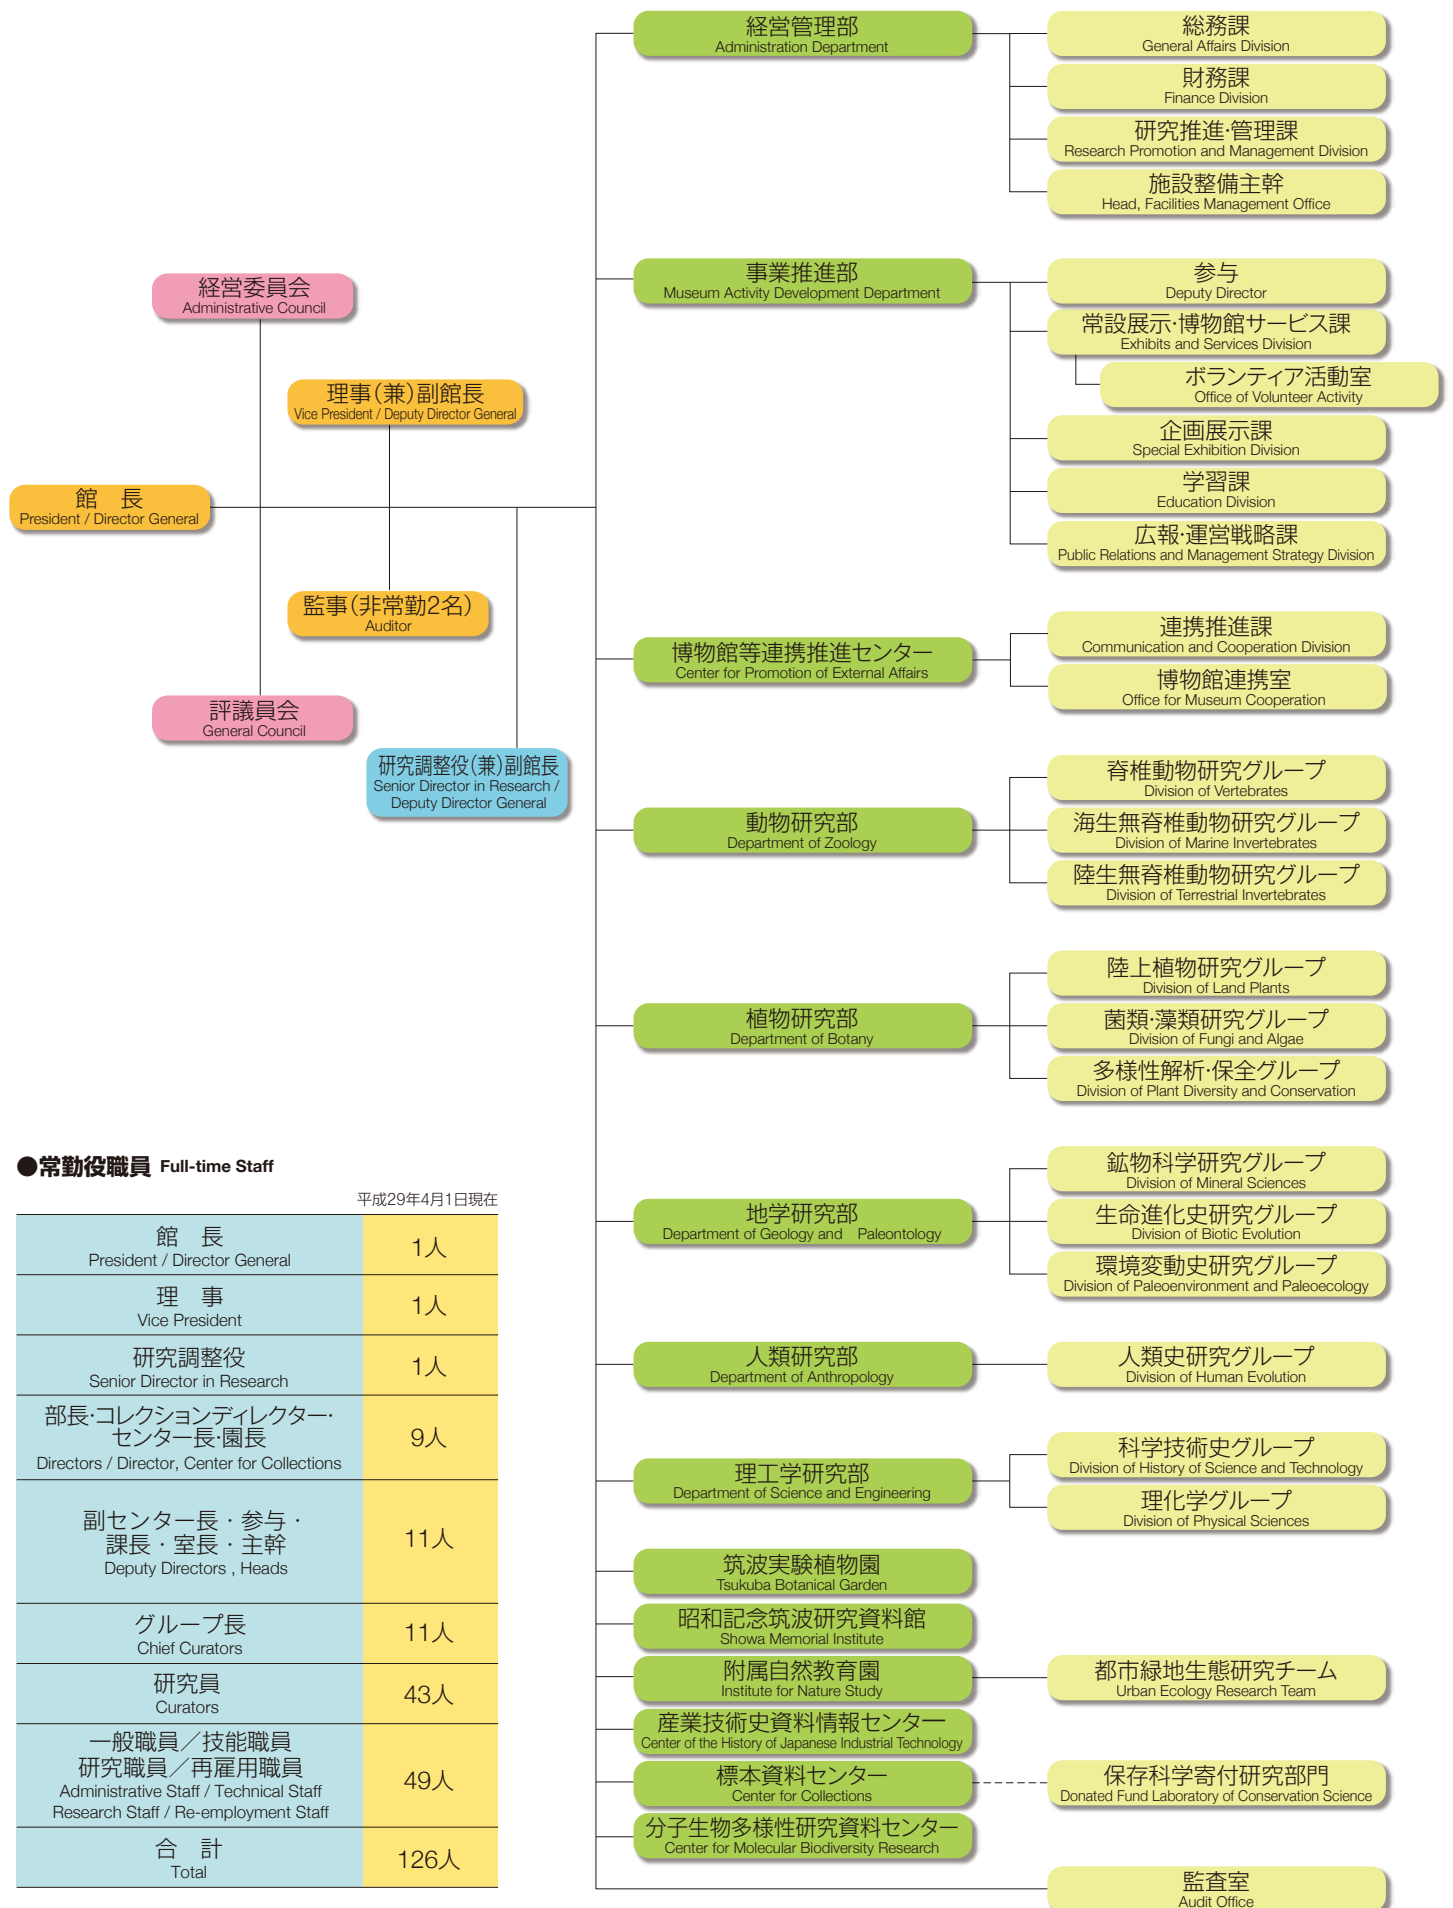 経営委員会
Administrative Council
理事(兼)副館長
Vice President / Deputy Director General
館　長
President / Director General
監事(非常勤2名)
Auditor
評議員会
General Council
研究調整役(兼)副館長
Senior Director in Research /
Deputy Director General
経営管理部
Administration Department
総務課
General Affairs Division
財務課
Finance Division
研究推進・管理課
Research Promotion and Management Division
施設整備主幹
Head, Facilities Management Office
事業推進部
Museum Activity Development Department
参与
Deputy Director
常設展示・博物館サービス課
Exhibits and Services Division
ボランティア活動室
Office of Volunteer Activity
企画展示課
Special Exhibition Division
学習課
Education Division
広報・運営戦略課
Public Relations and Management Strategy Division
博物館等連携推進センター
Center for Promotion of External Affairs
連携推進課
Communication and Cooperation Division
博物館連携室
Office for Museum Cooperation
動物研究部
Department of Zoology
脊椎動物研究グループ
Division of Vertebrates
海生無脊椎動物研究グループ
Division of Marine Invertebrates
陸生無脊椎動物研究グループ
Division of Terrestrial Invertebrates
植物研究部
Department of Botany
陸上植物研究グループ
Division of Land Plants
菌類・藻類研究グループ
Division of Fungi and Algae
多様性解析・保全グループ
Division of Plant Diversity and Conservation
地学研究部
Department of Geology and　Paleontology
鉱物科学研究グループ
Division of Mineral Sciences
生命進化史研究グループ
Division of Biotic Evolution
環境変動史研究グループ
Division of Paleoenvironment and Paleoecology
人類研究部
Department of Anthropology
人類史研究グループ
Division of Human Evolution
理工学研究部
Department of Science and Engineering
科学技術史グループ
Division of History of Science and Technology
理化学グループ
Division of Physical Sciences
筑波実験植物園
Tsukuba Botanical Garden
昭和記念筑波研究資料館
Showa Memorial Institute
附属自然教育園
Institute for Nature Study
都市緑地生態研究チーム
Urban Ecology Research Team
産業技術史資料情報センター
Center of the History of Japanese Industrial Technology
標本資料センター
Center for Collections
保存科学寄付研究部門
Donated Fund Laboratory of Conservation Science
分子生物多様性研究資料センター
Center for Molecular Biodiversity Research
監査室
Audit Office
●常勤役職員 Full-time Staff
平成29年4月1日現在
館　長
President / Director General
1人
理　事
Vice President
1人
研究調整役
Senior Director in Research
1人
部長・コレクションディレクター・
センター長・園長
Directors / Director, Center for Collections
9人
副センター長・参与・
課長・室長・主幹
Deputy Directors , Heads
11人
グループ長
Chief Curators
11人
研究員
Curators
43人
一般職員／技能職員
研究職員／再雇用職員
Administrative Staff / Technical Staff
Research Staff / Re-employment Staff
49人
合　計
Total
126人